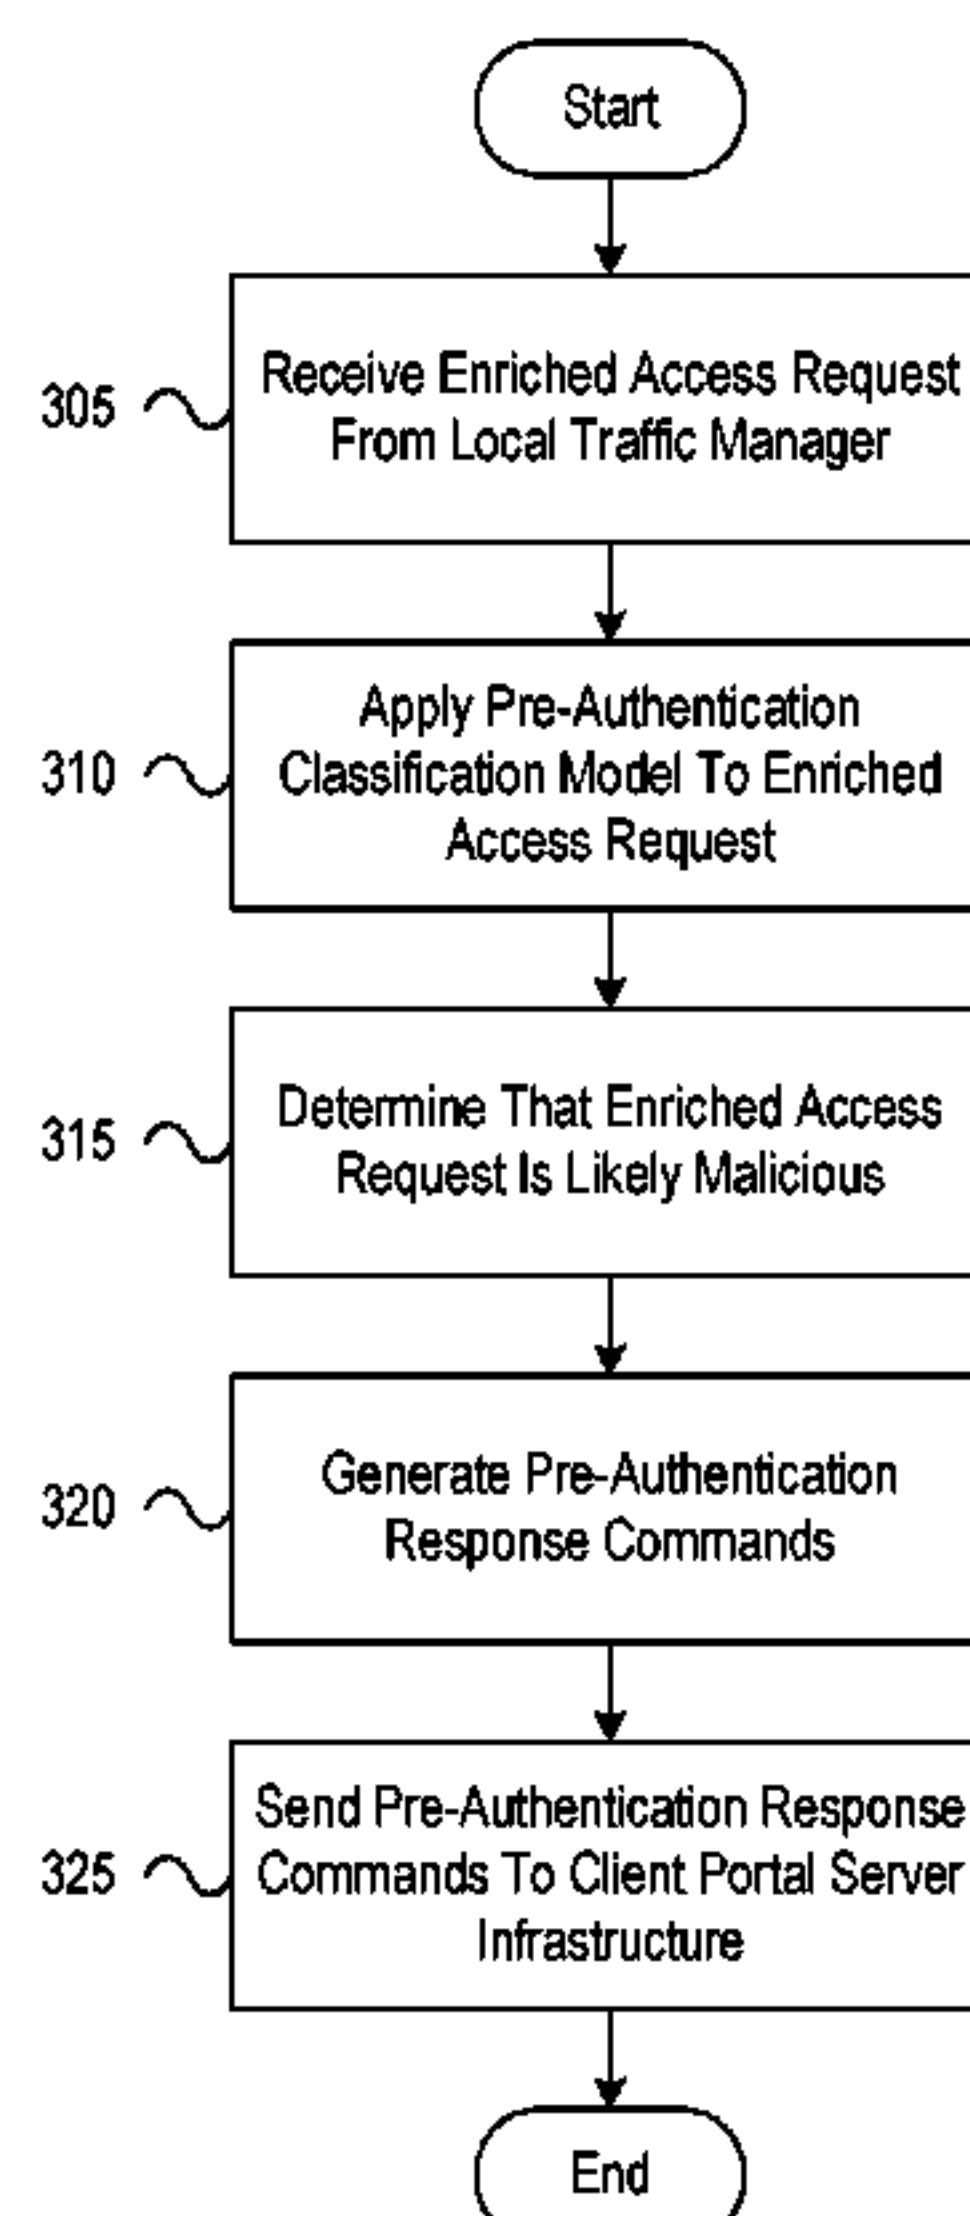 Start
305
Receive Enriched Access Request
From Local Traffic Manager
310
Apply Pre-Authentication
Classification Model To Enriched
Access Request
315
Determine That Enriched Access
Request Is Likely Malicious
320
Generate Pre-Authentication
Response Commands
325
Send Pre-Authentication Response
Commands To Client Portal Server
Infrastructure
End